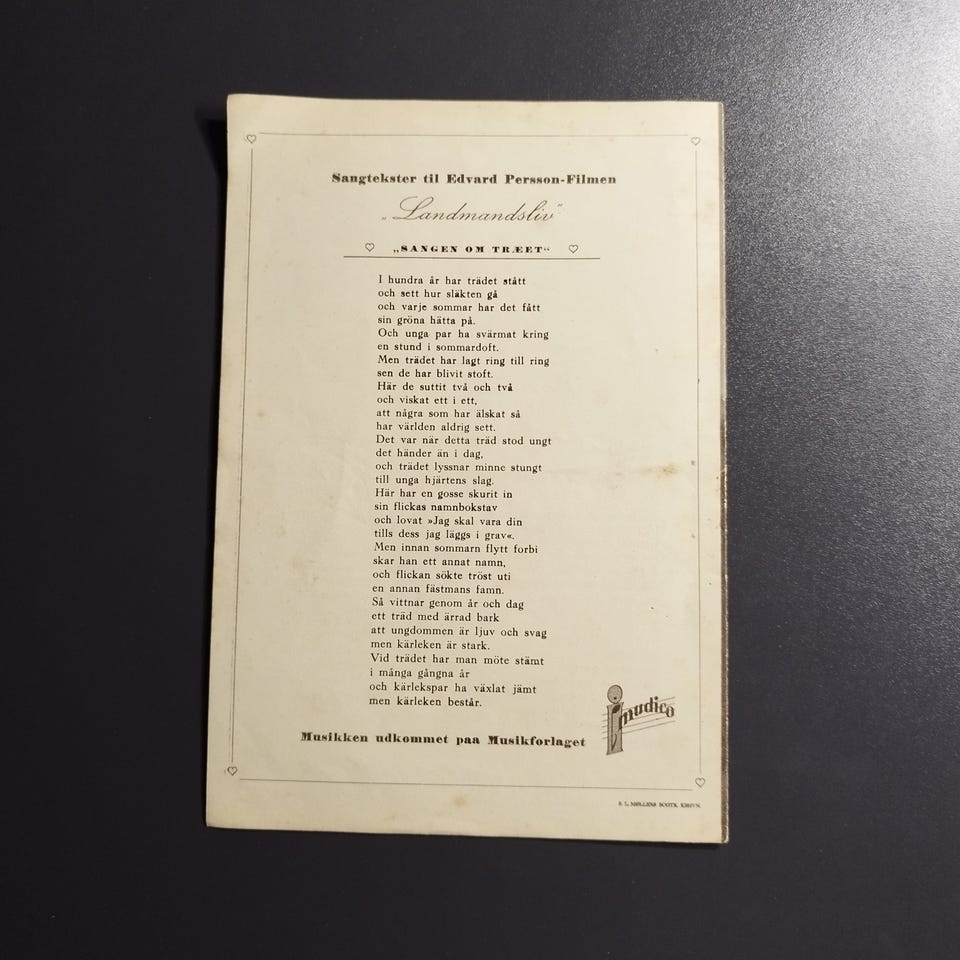 Sangtekster til Edvard Persson-Filmen
„Landmandsliv"
„SANGEN OM TRÆET“
I hundra år har trädet stått
och sett hur släkten gå
och varje sommar har det fått
sin gröna hätta på.
Och unga par ha svärmat kring
en stund i sommardoft.
Men trädet har lagt ring till ring
sen de har blivit stoft.
Här de suttit två och två
och viskat ett i ett,
att några som har älskat så
har världen aldrig sett.
Det var när detta träd stod ungt
det händer än i dag,
och trädet lyssnar minne stungt
till unga hjärtens slag.
Här har en gosse skurit in
sin flickas namnbokstav
och lovat »Jag skal vara din
tills dess jag läggs i grav«.
Men innan sommarn flytt forbi
skar han ett annat namn,
och flickan sökte tröst uti
en annan fästmans famn.
Så vittnar genom år och dag
ett träd med ärrad bark
att ungdommen är ljuv och svag
men kärleken är stark.
Vid trädet har man möte stämt
i många gångna år
och kärlekspar ha växlat jämt
men kärleken består.
Musikken udkommet paa Musikforlaget
imudico
S. L. MØLLERS BOGTR. KBHVN.